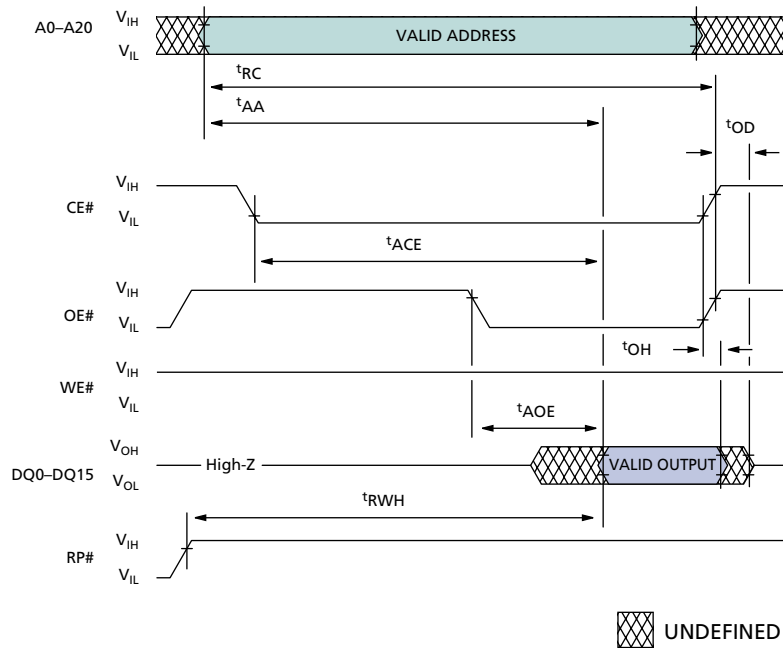 A0–A20
VIH
VIL
VALID ADDRESS
tRC
tAA
tOD
CE#
VIH
VIL
tACE
OE#
VIH
VIL
tOH
WE#
VIH
VIL
tAOE
DQ0–DQ15
VOH
VOL
High-Z
VALID OUTPUT
tRWH
RP#
VIH
VIL
UNDEFINED